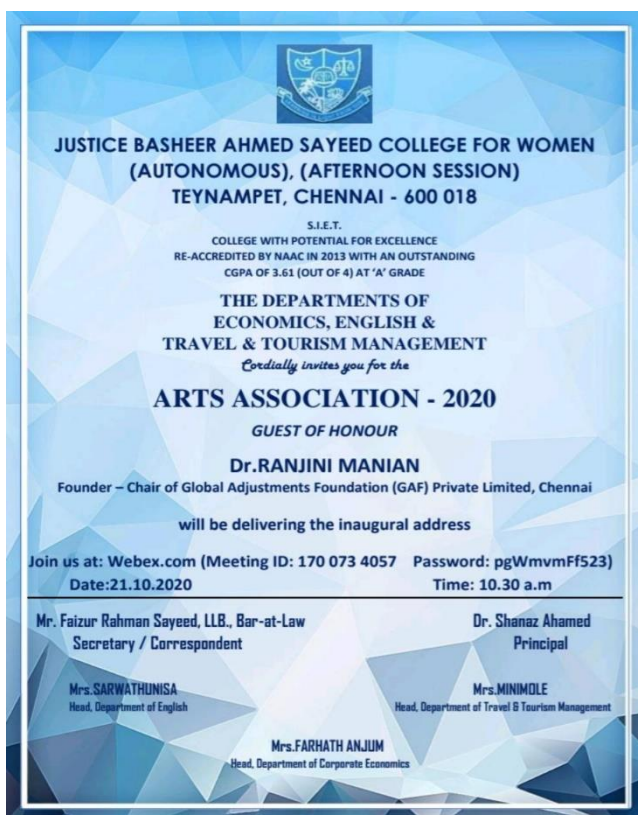 JUSTICE BASHEER AHMED SAYEED COLLEGE FOR WOMEN
(AUTONOMOUS), (AFTERNOON SESSION)
TEYNAMPET, CHENNAI - 600 018
S.I.E.T.
COLLEGE WITH POTENTIAL FOR EXCELLENCE
RE-ACCREDITED BY NAAC IN 2013 WITH AN OUTSTANDING
CGPA OF 3.61 (OUT OF 4) AT ‘A’ GRADE
THE DEPARTMENTS OF
ECONOMICS, ENGLISH &
TRAVEL & TOURISM MANAGEMENT
Cordially invites you for the
ARTS ASSOCIATION - 2020
GUEST OF HONOUR
Dr.RANJINI MANIAN
Founder – Chair of Global Adjustments Foundation (GAF) Private Limited, Chennai
will be delivering the inaugural address
Join us at: Webex.com (Meeting ID: 170 073 4057 Password: pgWmvmFf523)
Date:21.10.2020 Time: 10.30 a.m
Mr. Faizur Rahman Sayeed, LLB., Bar-at-Law Dr. Shanaz Ahamed
Secretary / Correspondent Principal
Mrs.SARWATHUNISA Mrs.MINIMOLE
Head, Department of English Head, Department of Travel & Tourism Management
Mrs.FARHATH ANJUM
Head, Department of Corporate Economics